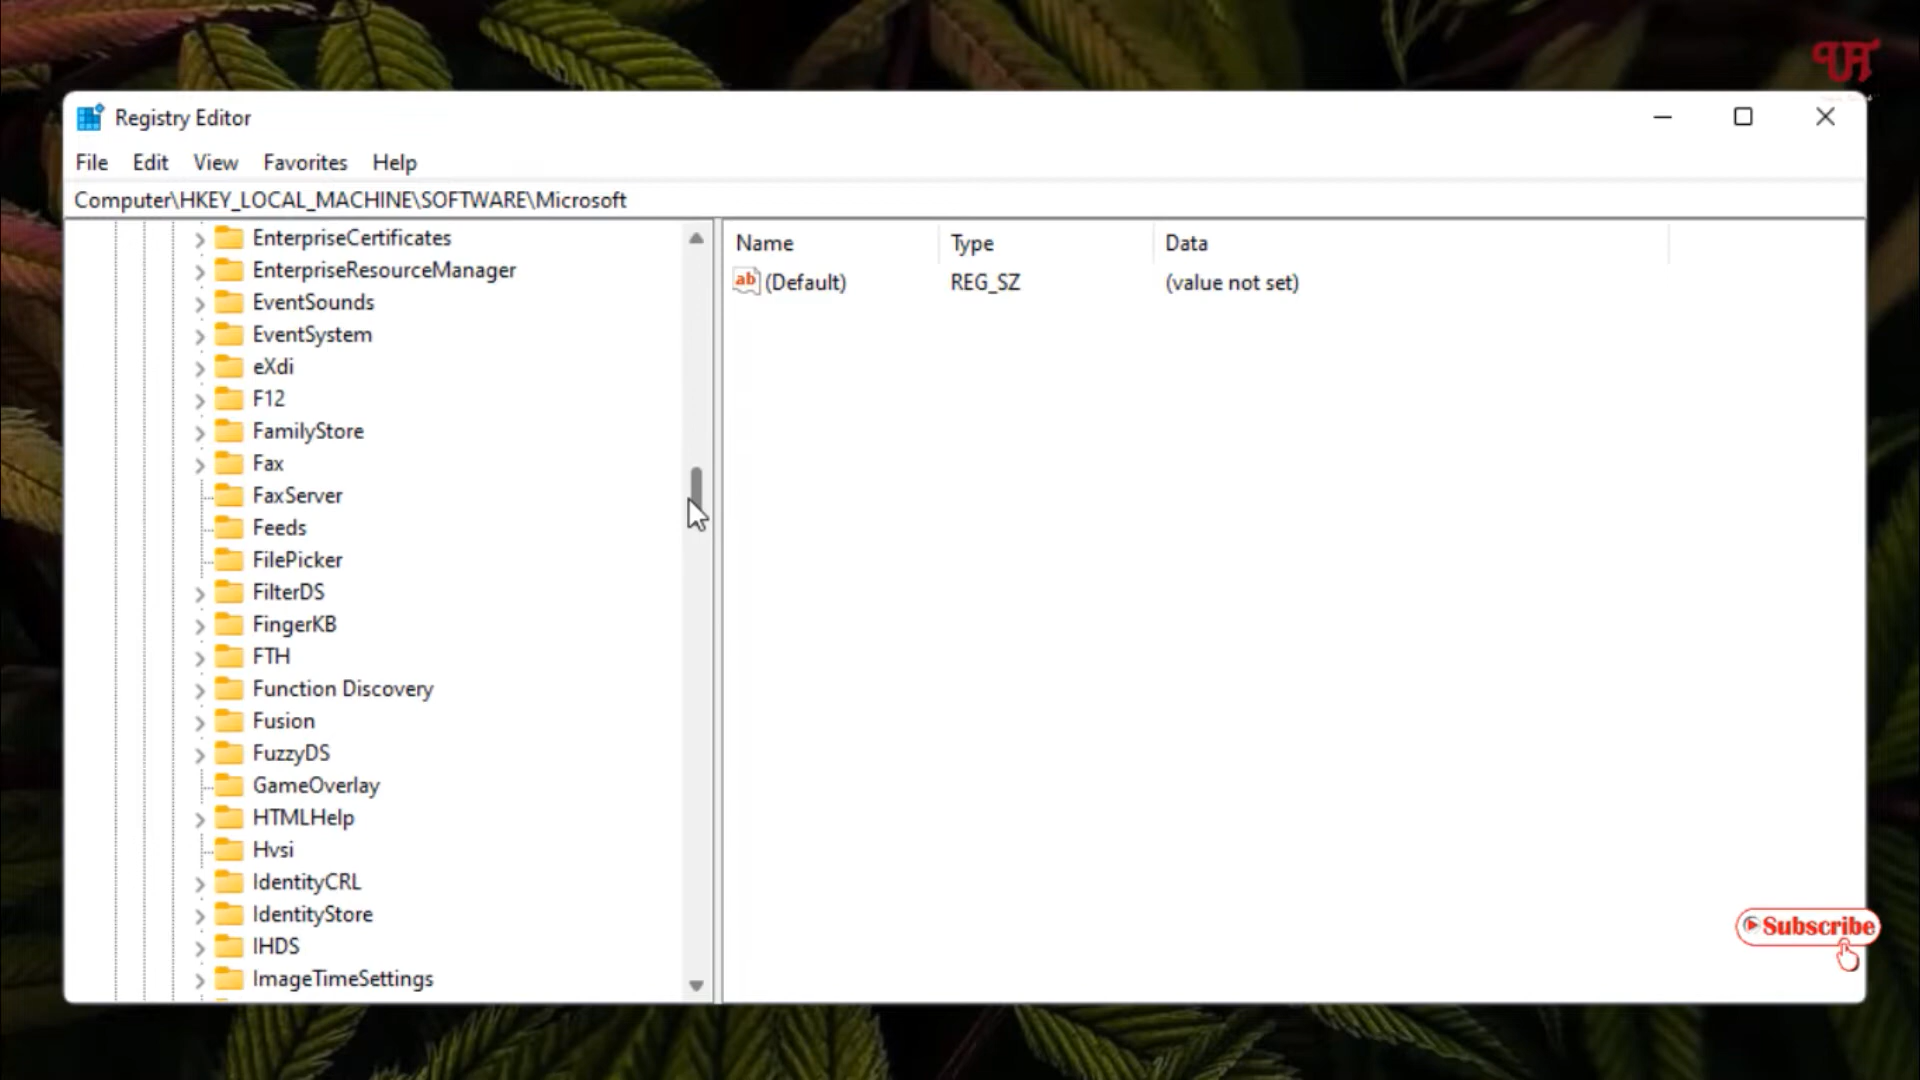 Registry Editor
File Edit View Favorites Help
Computer\HKEY_LOCAL_MACHINE\SOFTWARE\Microsoft
EnterpriseCertificates
EnterpriseResourceManager
EventSounds
EventSystem
eXdi
F12
FamilyStore
Fax
FaxServer
Feeds
FilePicker
FilterDS
FingerKB
FTH
Function Discovery
Fusion
FuzzyDS
GameOverlay
HTMLHelp
Hvsi
IdentityCRL
IdentityStore
IHDS
ImageTimeSettings
Name Type Data
ab (Default) REG_SZ (value not set)
Subscribe